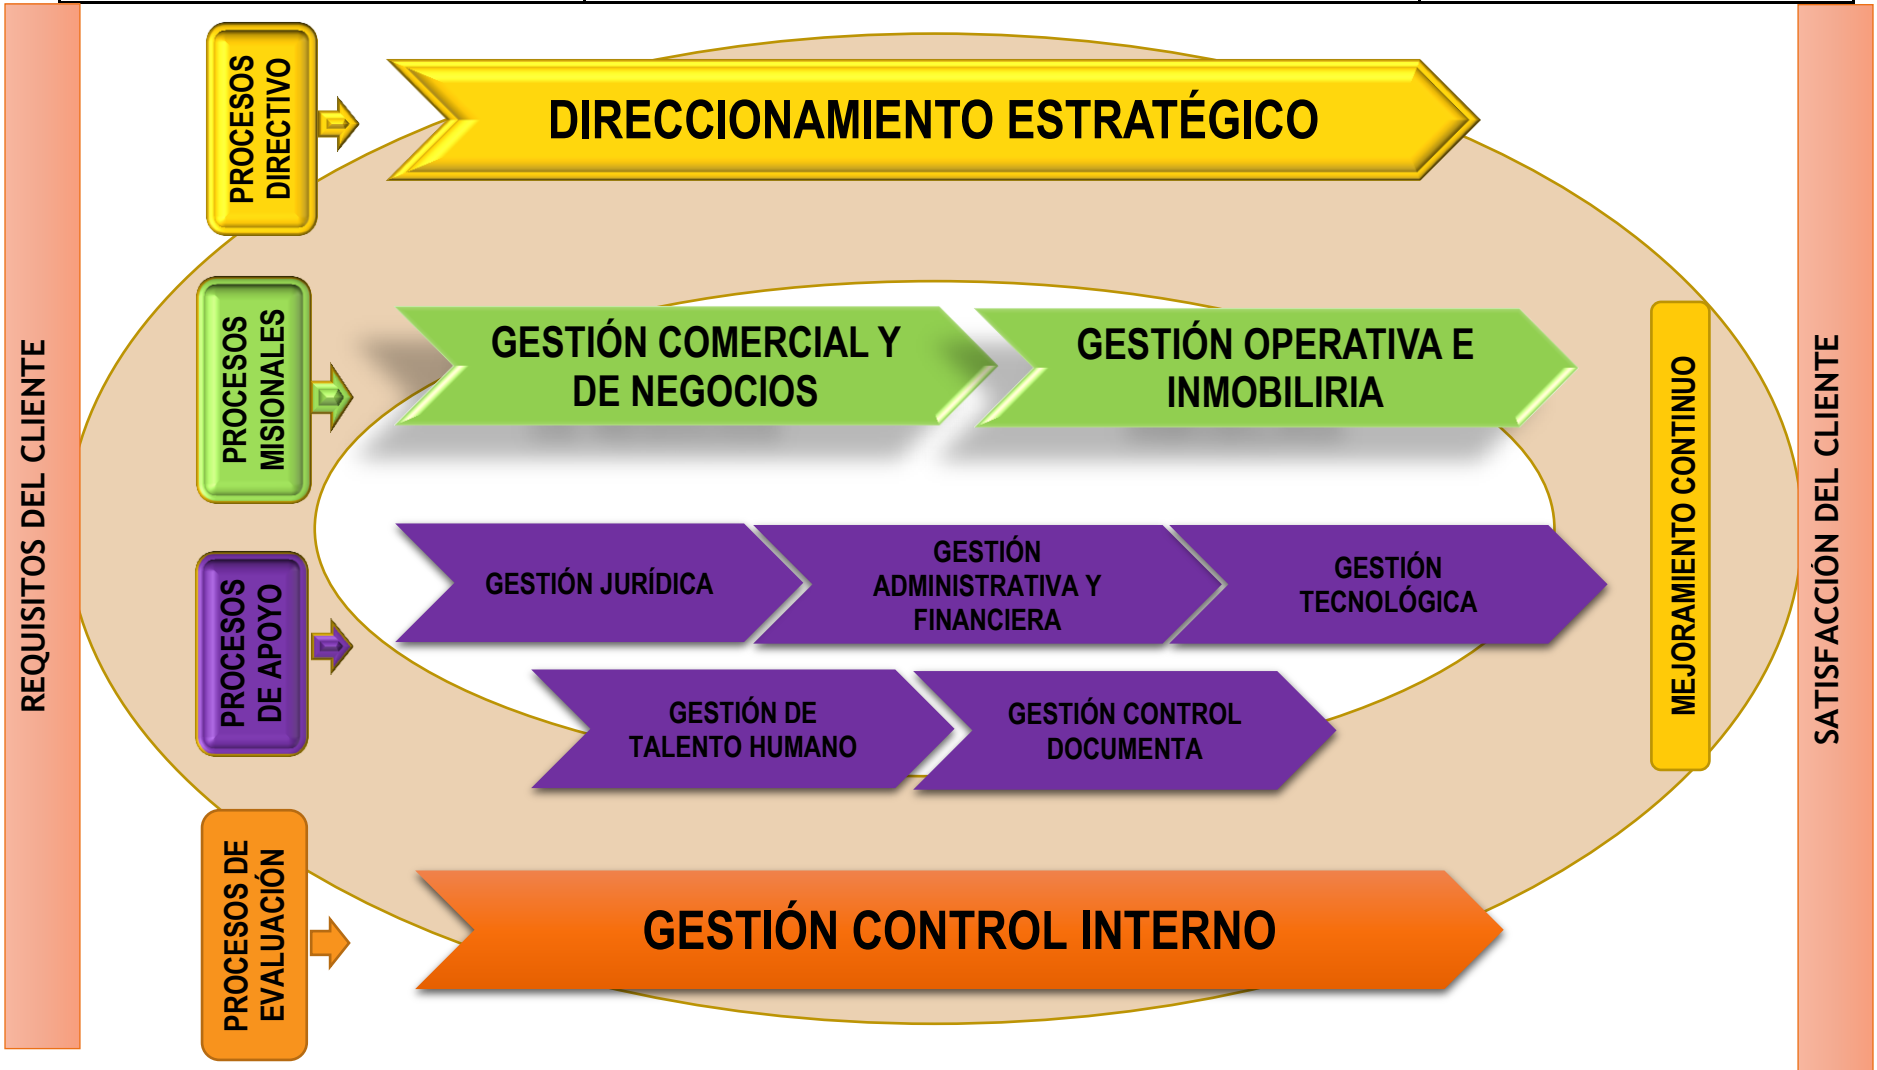 REQUISITOS DEL CLIENTE
PROCESOS
DIRECTIVO
DIRECCIONAMIENTO ESTRATÉGICO
PROCESOS
MISIONALES
GESTIÓN COMERCIAL Y
DE NEGOCIOS
GESTIÓN OPERATIVA E
INMOBILIRIA
PROCESOS
DE APOYO
GESTIÓN JURÍDICA
GESTIÓN
ADMINISTRATIVA Y
FINANCIERA
GESTIÓN
TECNOLÓGICA
GESTIÓN DE
TALENTO HUMANO
GESTIÓN CONTROL
DOCUMENTA
PROCESOS DE
EVALUACIÓN
GESTIÓN CONTROL INTERNO
MEJORAMIENTO CONTINUO
SATISFACCIÓN DEL CLIENTE